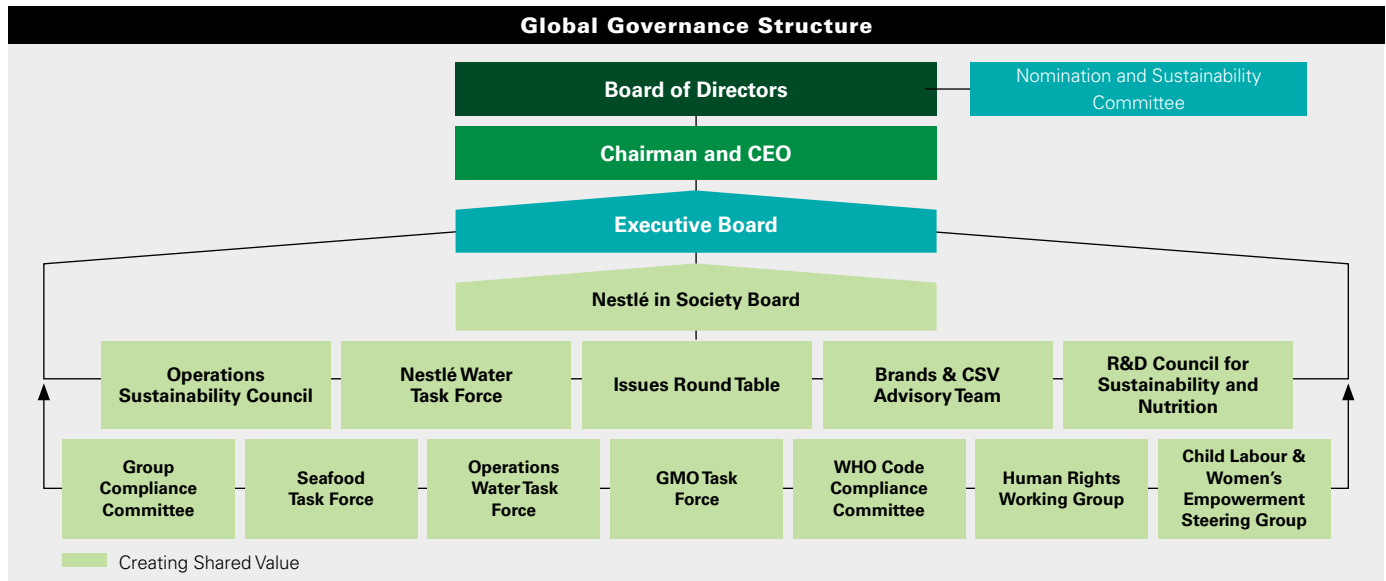 Global Governance Structure
Board of Directors
Nomination and Sustainability
Committee
Chairman and CEO
Executive Board
Nestlé in Society Board
Operations
Sustainability Council
Nestlé Water
Task Force
Issues Round Table
Brands & CSV
Advisory Team
R&D Council for
Sustainability and
Nutrition
Group
Compliance
Committee
Seafood
Task Force
Operations
Water Task
Force
GMO Task
Force
WHO Code
Compliance
Committee
Human Rights
Working Group
Child Labour &
Women's
Empowerment
Steering Group
Creating Shared Value